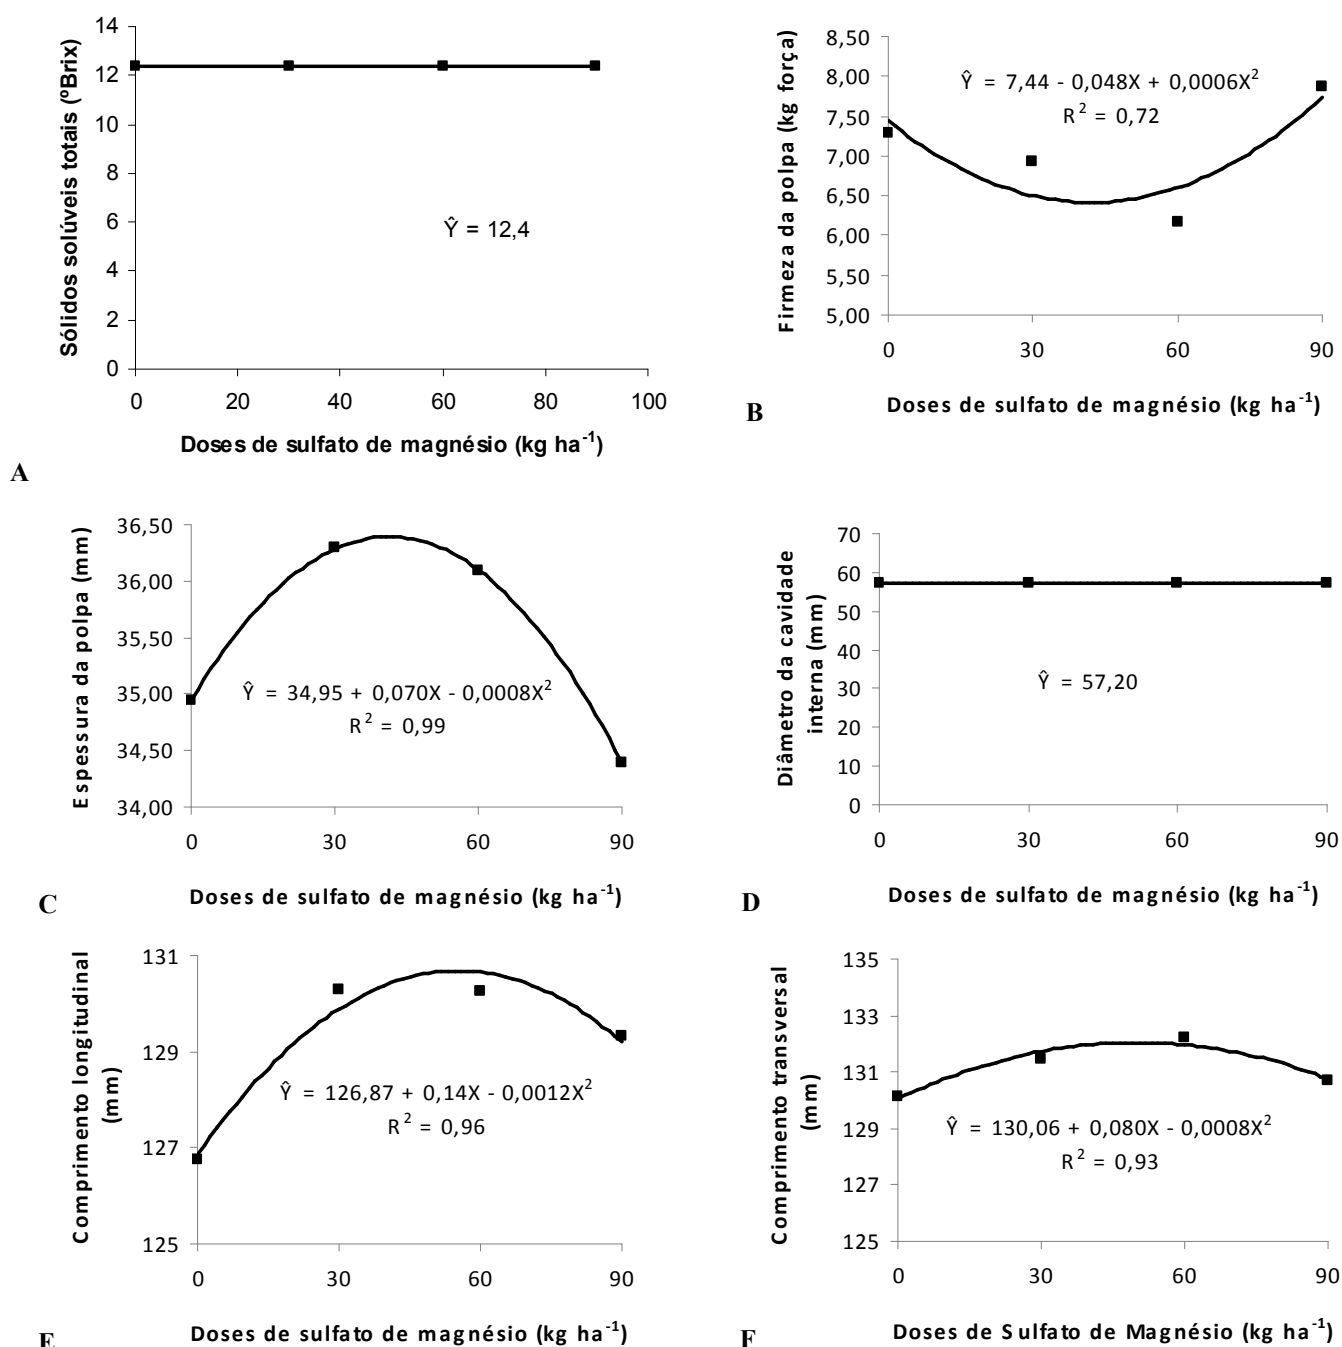 Sólidos solúveis totais (ºBrix)
14
12
10
8
6
4
2
0
Ŷ = 12,4
0 20 40 60 80 100
Doses de sulfato de magnésio (kg ha⁻¹)
A
Firmeza da polpa (kg força)
8,50
8,00
7,50
7,00
6,50
6,00
5,50
5,00
Ŷ = 7,44 - 0,048X + 0,0006X²
R² = 0,72
0 30 60 90
Doses de sulfato de magnésio (kg ha⁻¹)
B
Espessura da polpa (mm)
36,50
36,00
35,50
35,00
34,50
34,00
Ŷ = 34,95 + 0,070X - 0,0008X²
R² = 0,99
0 30 60 90
Doses de sulfato de magnésio (kg ha⁻¹)
C
Diâmetro da cavidade
interna (mm)
70
60
50
40
30
20
10
0
Ŷ = 57,20
0 30 60 90
Doses de sulfato de magnésio (kg ha⁻¹)
D
Comprimento longitudinal
(mm)
131
129
127
125
Ŷ = 126,87 + 0,14X - 0,0012X²
R² = 0,96
0 30 60 90
Doses de sulfato de magnésio (kg ha⁻¹)
E
Comprimento transversal
(mm)
135
133
131
129
127
125
Ŷ = 130,06 + 0,080X - 0,0008X²
R² = 0,93
0 30 60 90
Doses de Sulfato de Magnésio (kg ha⁻¹)
F